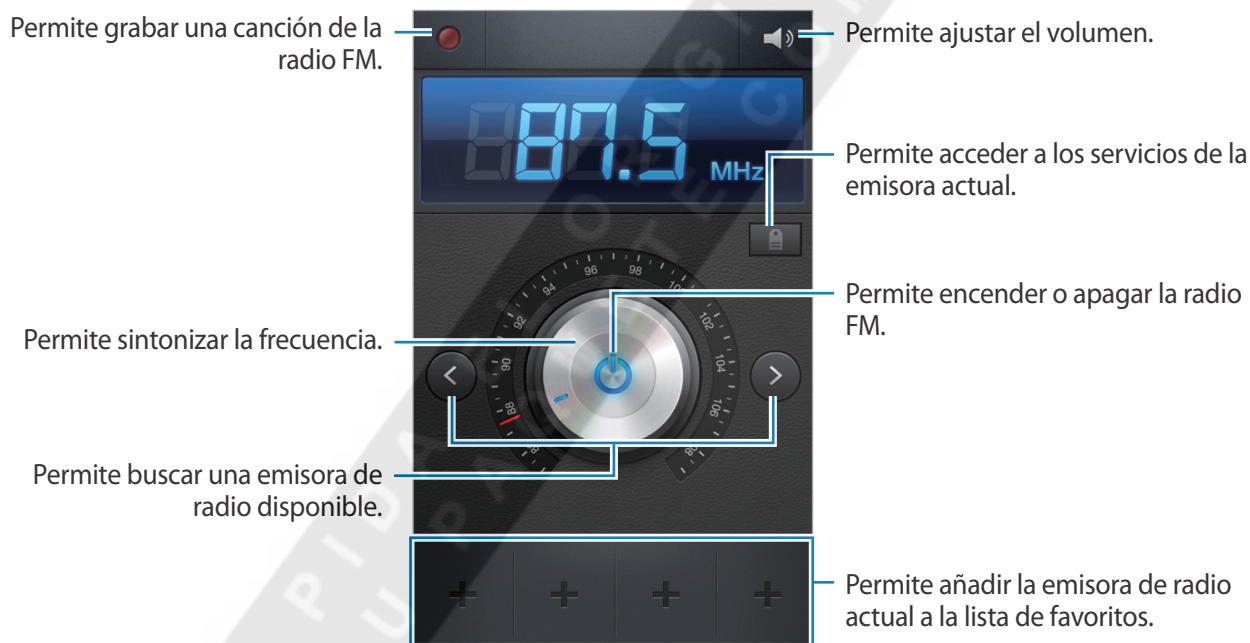 Permite grabar una canción de la
radio FM.
Permite ajustar el volumen.
87.5 MHz
Permite acceder a los servicios de la
emisora actual.
Permite encender o apagar la radio
FM.
Permite sintonizar la frecuencia.
88
90
92
94
96
98
102
104
106
Permite buscar una emisora de
radio disponible.
Permite añadir la emisora de radio
actual a la lista de favoritos.